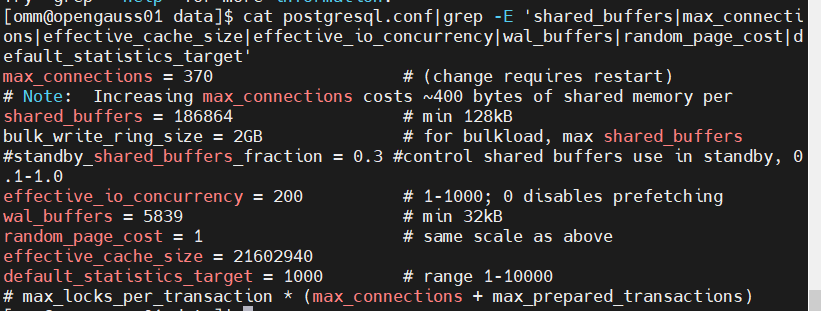 [omm@opengauss01 data]$ cat postgresql.conf|grep -E 'shared_buffers|max_connecti
ons|effective_cache_size|effective_io_concurrency|wal_buffers|random_page_cost|d
efault_statistics_target'
max_connections = 370 # (change requires restart)
# Note: Increasing max_connections costs ~400 bytes of shared memory per
shared_buffers = 186864 # min 128kB
bulk_write_ring_size = 2GB # for bulkload, max shared_buffers
#standby_shared_buffers_fraction = 0.3 #control shared buffers use in standby, 0
.1-1.0
effective_io_concurrency = 200 # 1-1000; 0 disables prefetching
wal_buffers = 5839 # min 32kB
random_page_cost = 1 # same scale as above
effective_cache_size = 21602940
default_statistics_target = 1000 # range 1-10000
# max_locks_per_transaction * (max_connections + max_prepared_transactions)